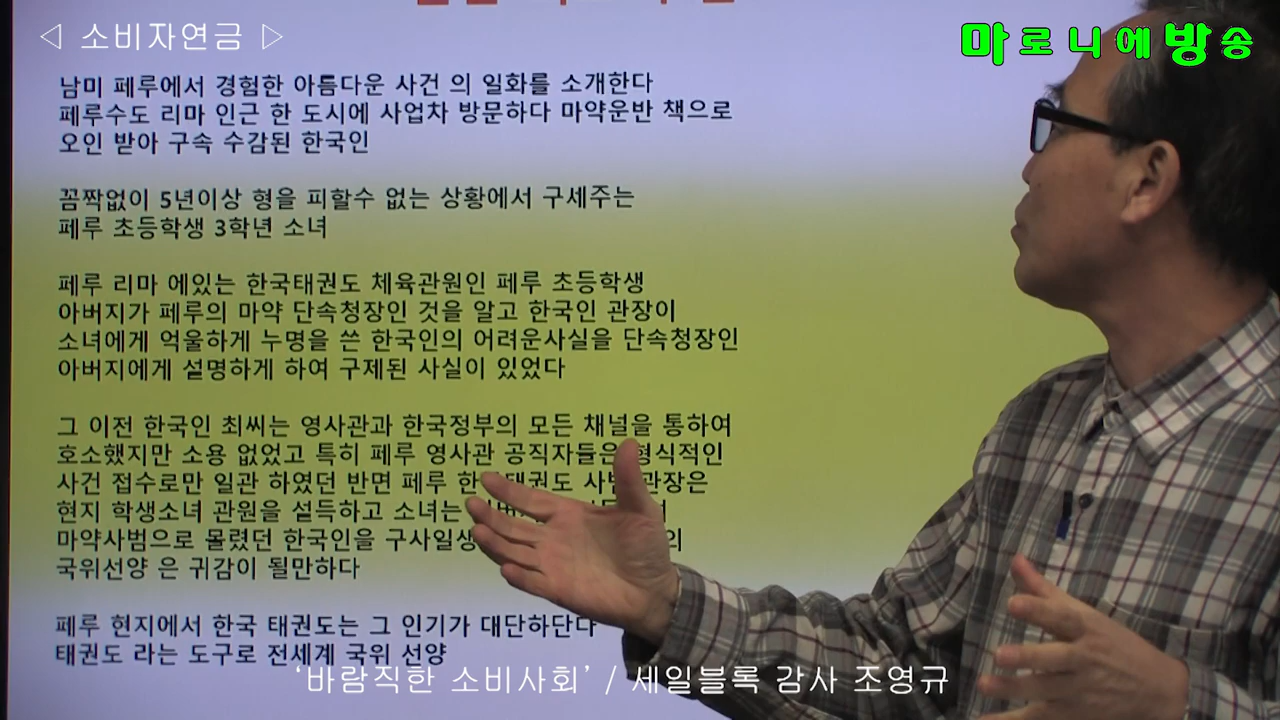 ◁ 소비자연금 ▷
마로니에방송
남미 페루에서 경험한 아름다운 사건 의 일화를 소개한다
페루수도 리마 인근 한 도시에 사업차 방문하다 마약운반 책으로
오인 받아 구속 수감된 한국인
꼼짝없이 5년이상 형을 피할수 없는 상황에서 구세주는
페루 초등학생 3학년 소녀
페루 리마 에있는 한국태권도 체육관원인 페루 초등학생
아버지가 페루의 마약 단속청장인 것을 알고 한국인 관장이
소녀에게 억울하게 누명을 쓴 한국인의 어려운사실을 단속청장인
아버지에게 설명하게 하여 구제된 사실이 있었다
그 이전 한국인 최씨는 영사관과 한국정부의 모든 채널을 통하여
호소했지만 소용 없었고 특히 페루 영사관 공직자들은 형식적인
사건 접수로만 일관 하였던 반면 페루 한국태권도 사범 관장은
현지 학생소녀 관원을 설득하고 소녀는
마약사범으로 몰렸던 한국인을 구사일생 의
국위선양 은 귀감이 될만하다
페루 현지에서 한국 태권도는 그 인기가 대단하단다
태권도 라는 도구로 전세계 국위 선양
‘바람직한 소비사회’ / 세일블록 감사 조영규